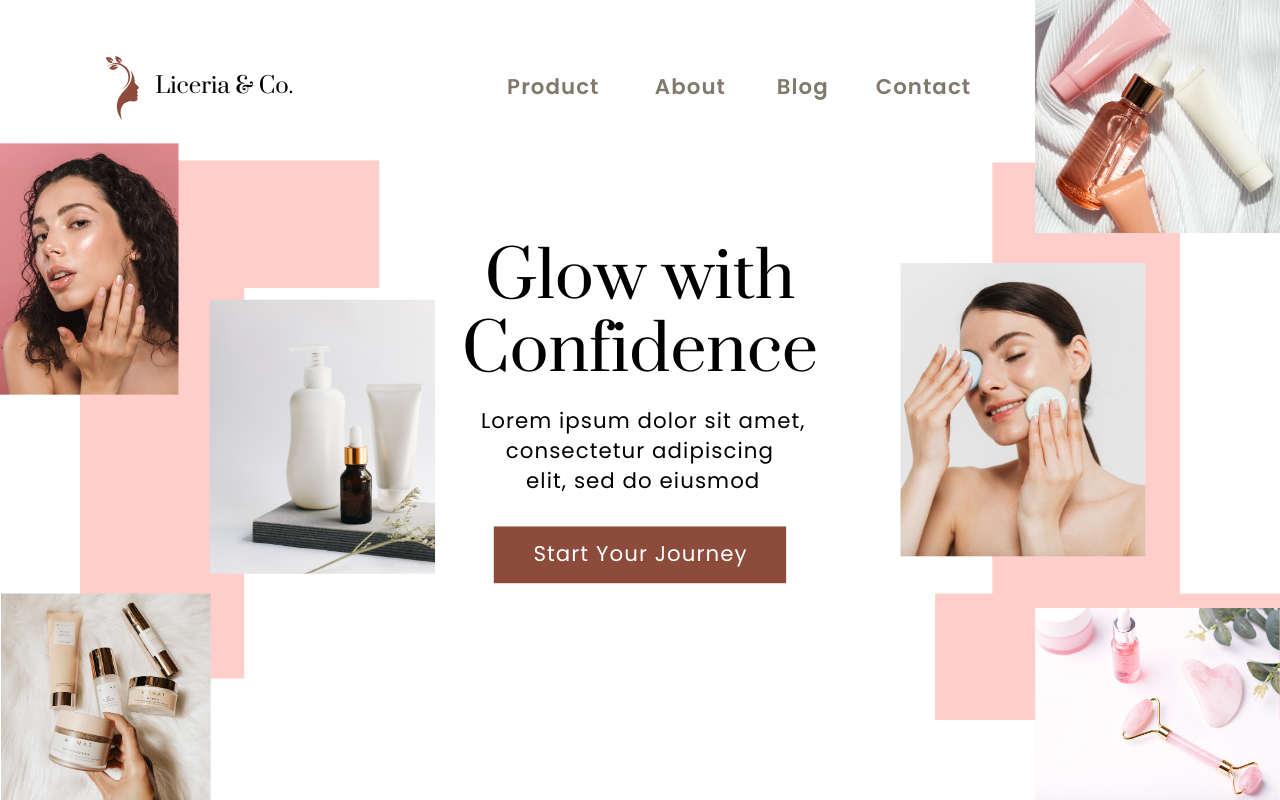 Liceria & Co.
Product
About
Blog
Contact
Glow with
Confidence
Lorem ipsum dolor sit amet,
consectetur adipiscing
elit, sed do eiusmod
Start Your Journey